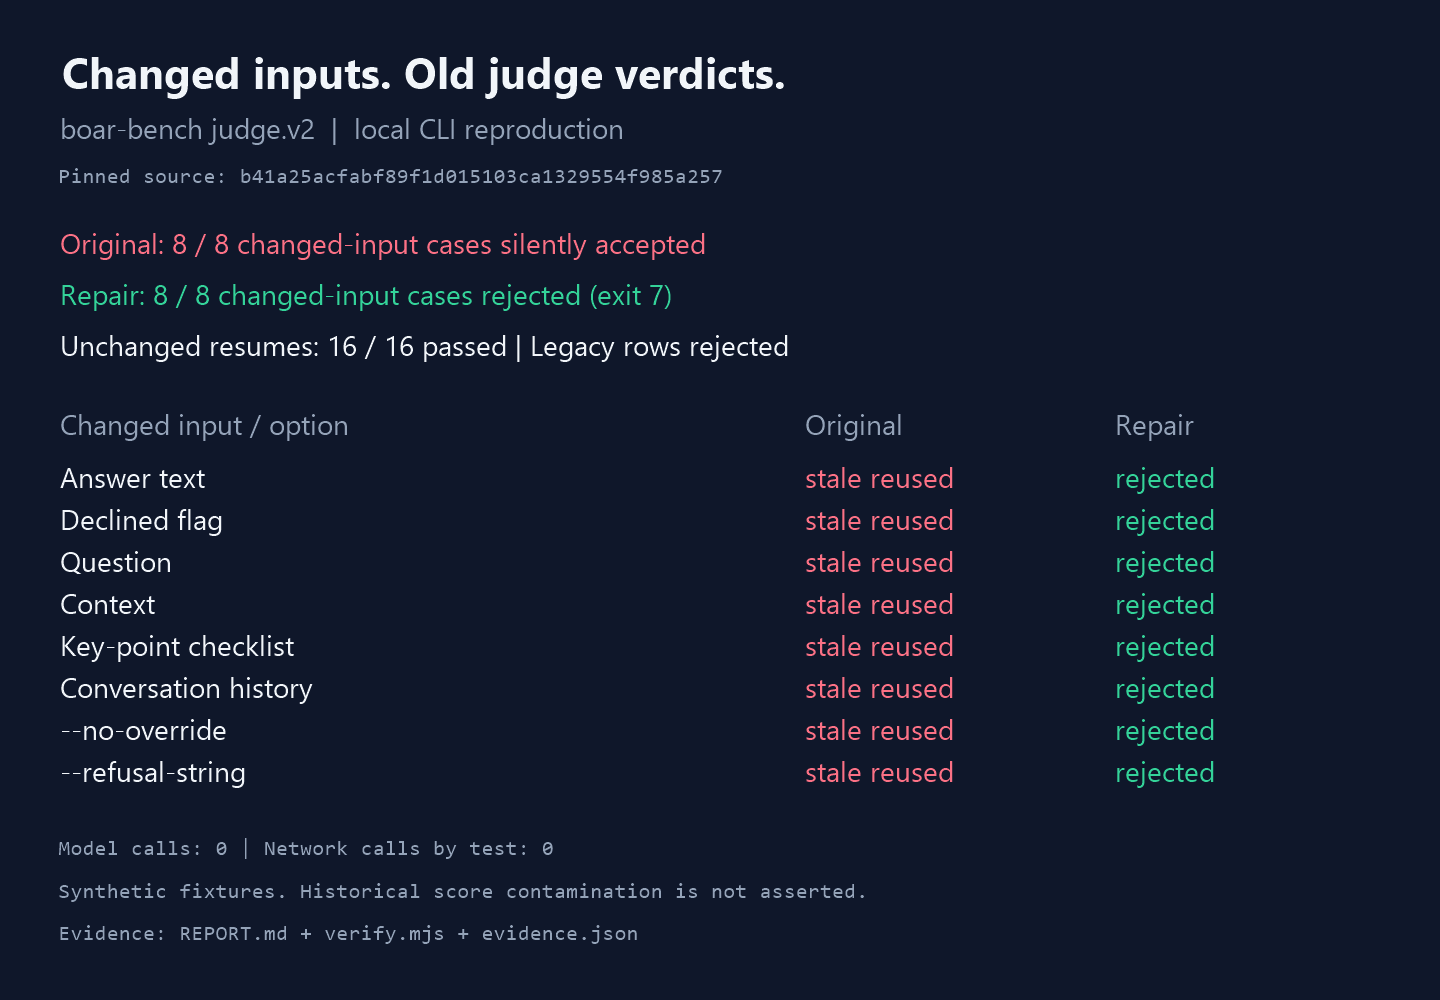 Changed inputs. Old judge verdicts.
boar-bench judge.v2 | local CLI reproduction
Pinned source: b41a25acfabf89f1d015103ca1329554f985a257
Original: 8 / 8 changed-input cases silently accepted
Repair: 8 / 8 changed-input cases rejected (exit 7)
Unchanged resumes: 16 / 16 passed | Legacy rows rejected
Changed input / option Original Repair
Answer text stale reused rejected
Declined flag stale reused rejected
Question stale reused rejected
Context stale reused rejected
Key-point checklist stale reused rejected
Conversation history stale reused rejected
--no-override stale reused rejected
--refusal-string stale reused rejected
Model calls: 0 | Network calls by test: 0
Synthetic fixtures. Historical score contamination is not asserted.
Evidence: REPORT.md + verify.mjs + evidence.json